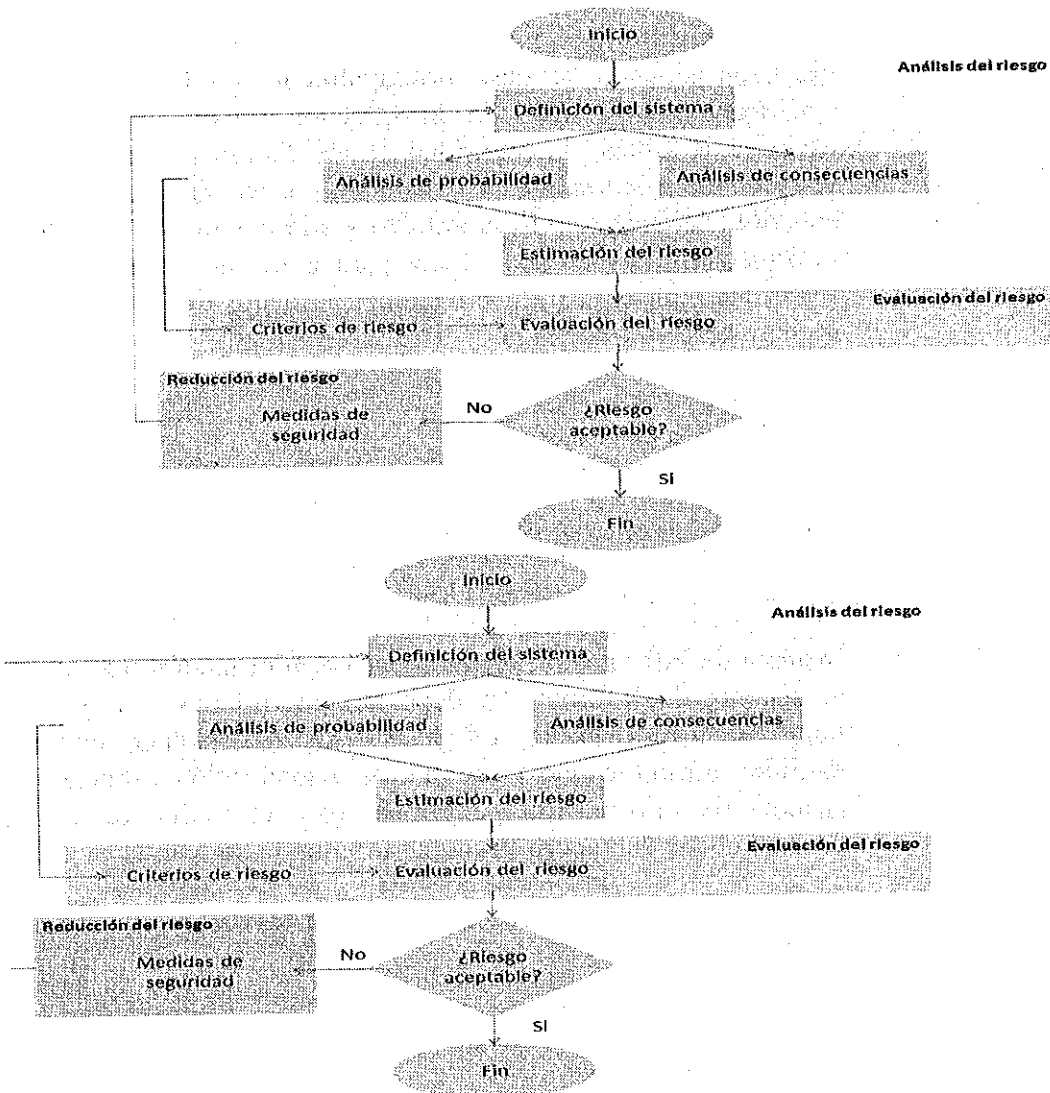 Inicio
Análisis del riesgo
Definición del sistema
Análisis de probabilidad
Análisis de consecuencias
Estimación del riesgo
Evaluación del riesgo
Criterios de riesgo
Evaluación del riesgo
Reducción del riesgo
Medidas de
seguridad
No
¿Riesgo
aceptable?
Si
Fin
Inicio
Análisis del riesgo
Definición del sistema
Análisis de probabilidad
Análisis de consecuencias
Estimación del riesgo
Evaluación del riesgo
Criterios de riesgo
Evaluación del riesgo
Reducción del riesgo
Medidas de
seguridad
No
¿Riesgo
aceptable?
Si
Fin